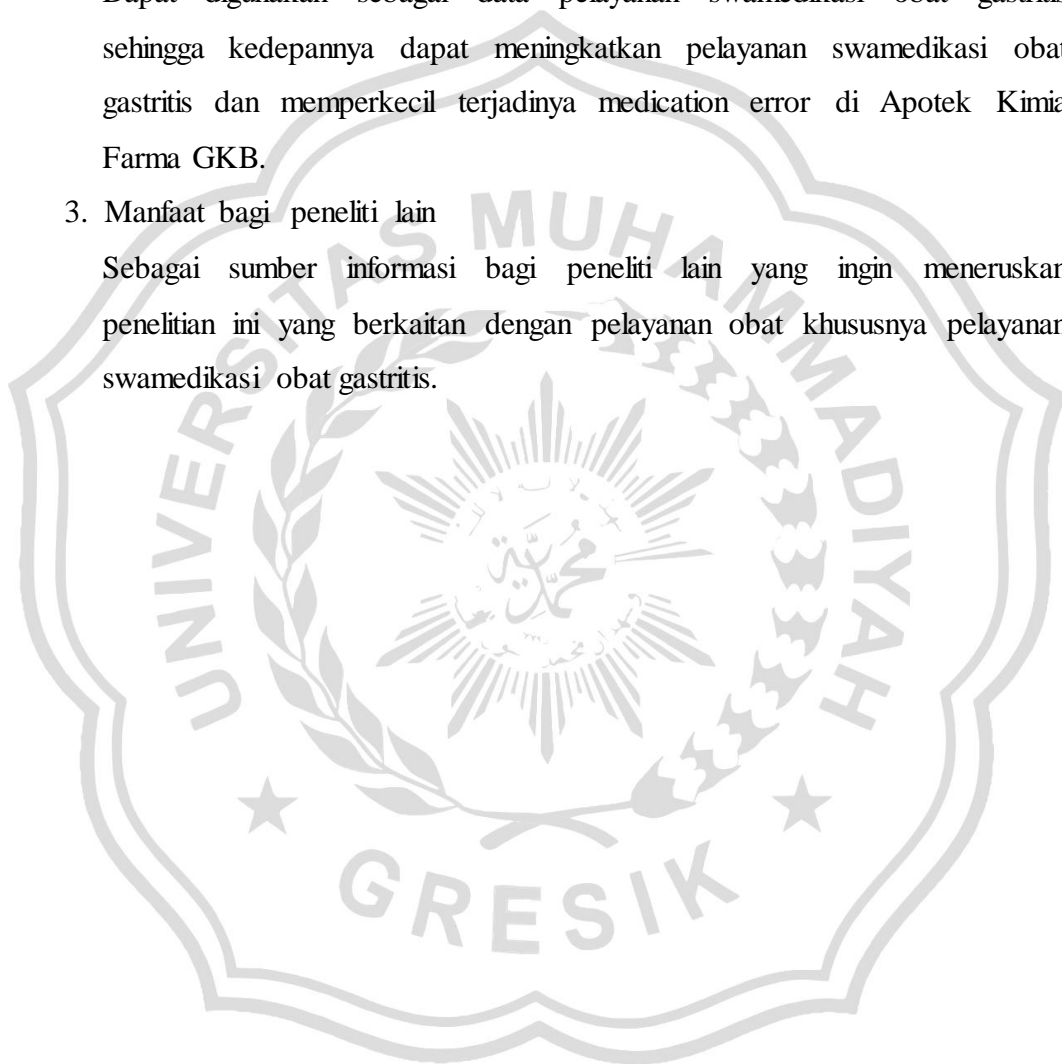 Dapat digunakan sebagai data pelayanan swamedikasi obat gastritis
sehingga kedepannya dapat meningkatkan pelayanan swamedikasi obat
gastritis dan memperkecil terjadinya medication error di Apotek Kimia
Farma GKB.
3. Manfaat bagi peneliti lain
Sebagai sumber informasi bagi peneliti lain yang ingin meneruskan
penelitian ini yang berkaitan dengan pelayanan obat khususnya pelayanan
swamedikasi obat gastritis.
UNIVERSITAS MUHAMMADIYAH
GRESIK